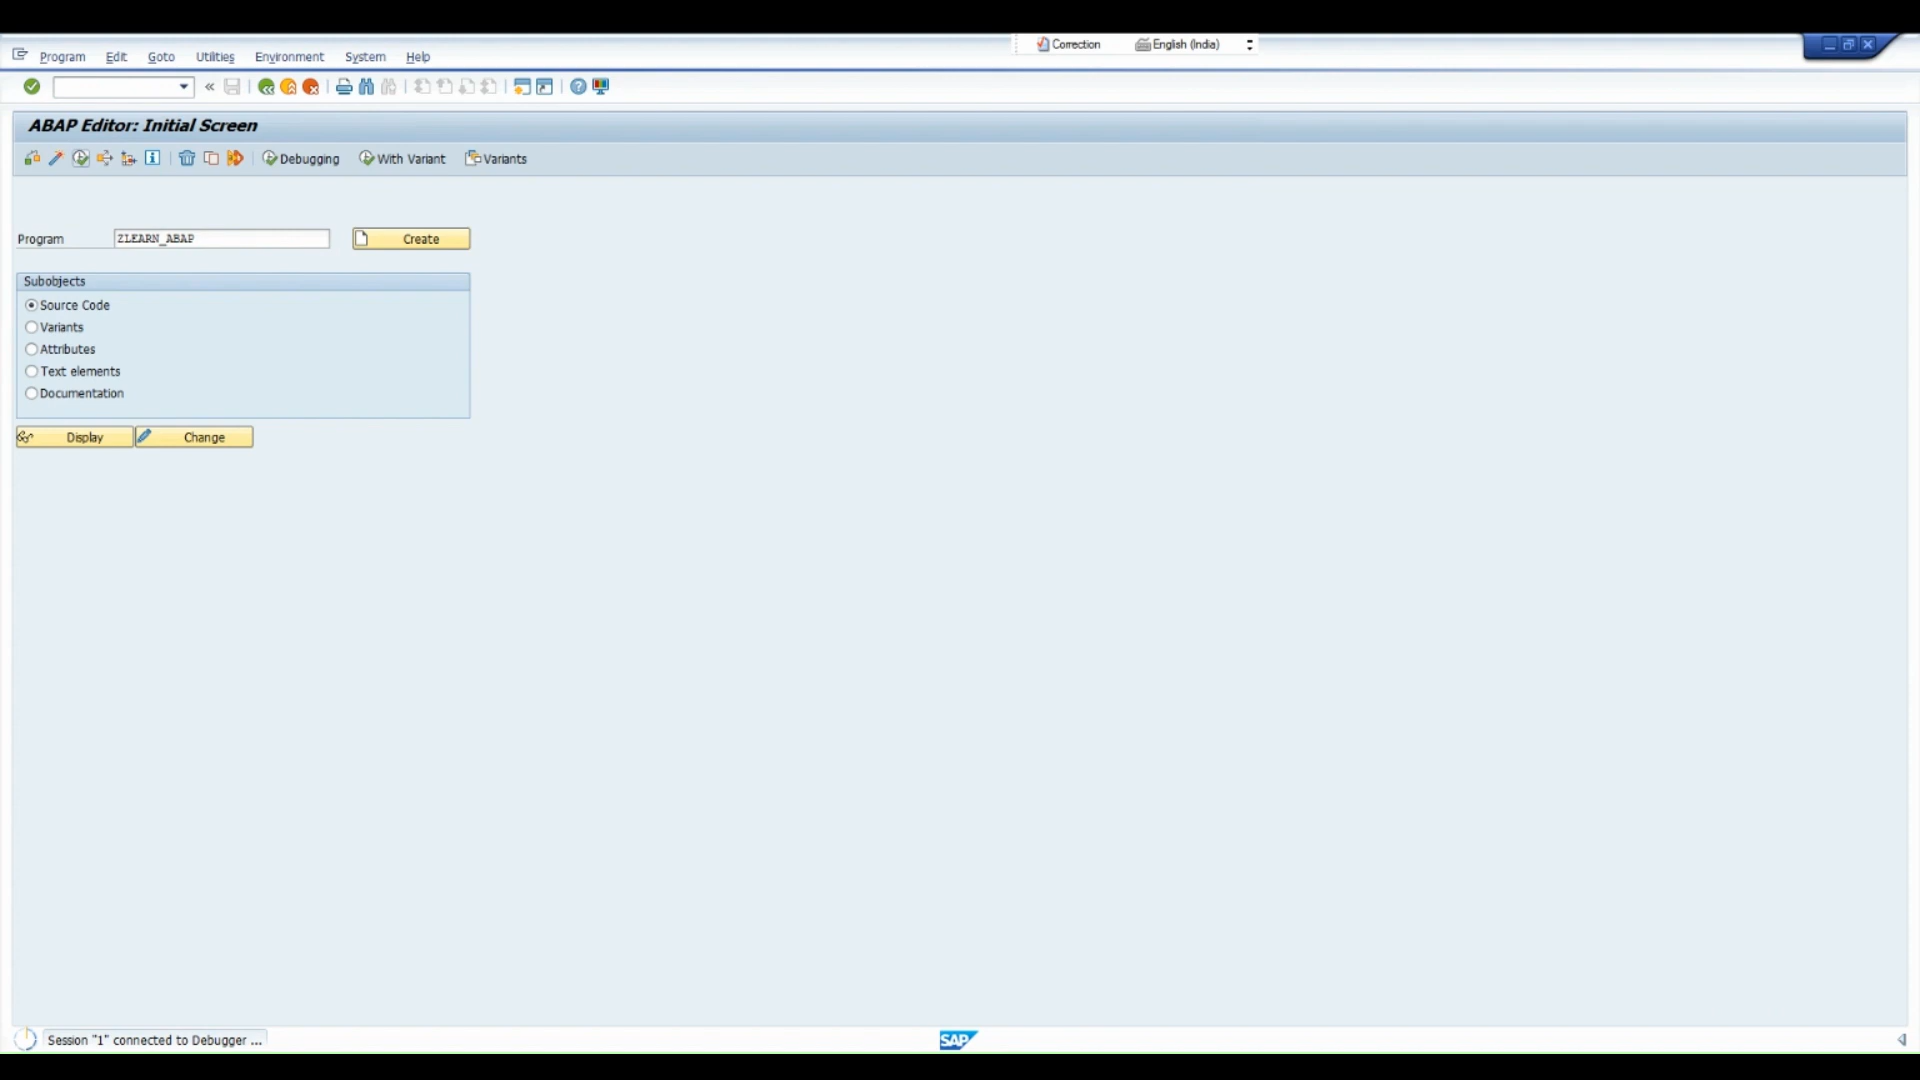 Correction English (India)
Program Edit Goto Utilities Environment System Help
ABAP Editor: Initial Screen
Debugging With Variant Variants
Program ZLEARN_ABAP Create
Subobjects
Source Code
Variants
Attributes
Text elements
Documentation
Display Change
Session "1" connected to Debugger ...
SAP